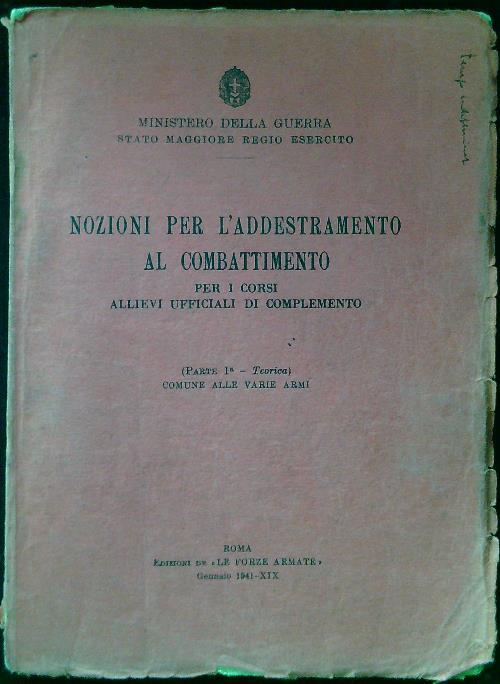 MINISTERO DELLA GUERRA
STATO MAGGIORE REGIO ESERCITO
NOZIONI PER L'ADDESTRAMENTO
AL COMBATTIMENTO
PER I CORSI
ALLIEVI UFFICIALI DI COMPLEMENTO
(PARTE Iª - Teorica)
COMUNE ALLE VARIE ARMI
ROMA
EDIZIONI DE «LE FORZE ARMATE»
Gennaio 1941-XIX